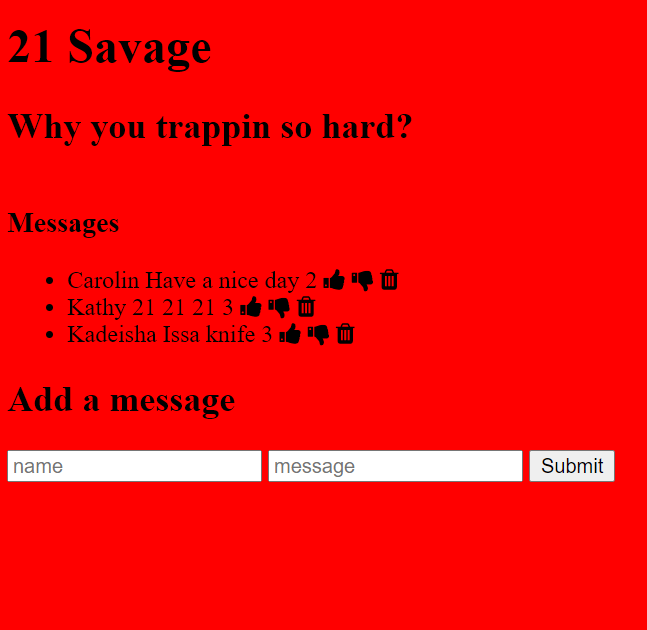 21 Savage
Why you trappin so hard?
Messages
Carolin Have a nice day 2
Kathy 21 21 21 3
Kadeisha Issa knife 3
Add a message
name message Submit